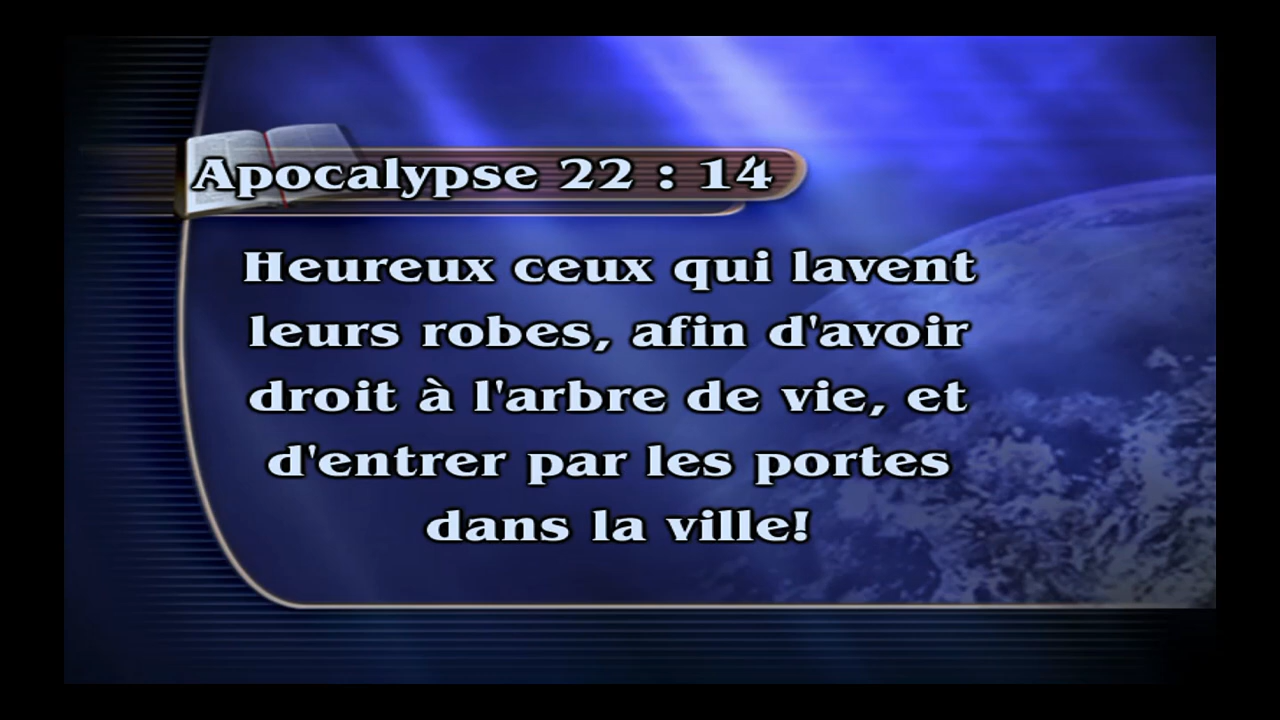 Apocalypse 22 : 14
Heureux ceux qui lavent
leurs robes, afin d'avoir
droit à l'arbre de vie, et
d'entrer par les portes
dans la ville!